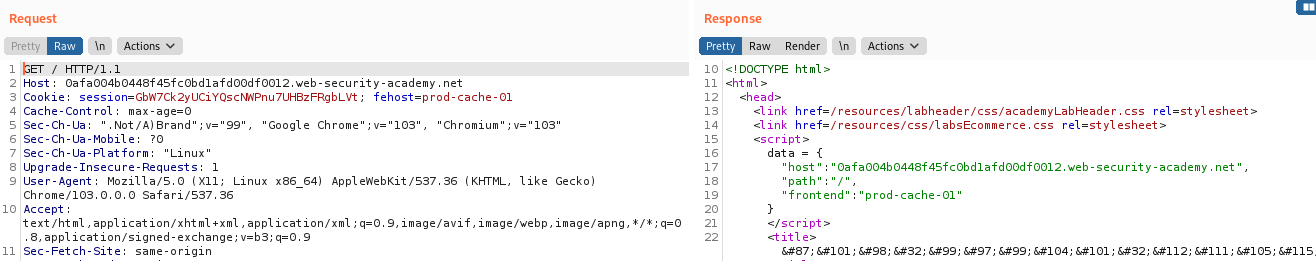 Request
Pretty Raw \n Actions
1 GET / HTTP/1.1
2 Host: 0afa004b0448f45fc0bd1afd00df0012.web-security-academy.net
3 Cookie: session=GbW7Ck2yUCiYQscNWPnu7UHBzFRgbLVt; fehost=prod-cache-01
4 Cache-Control: max-age=0
5 Sec-Ch-Ua: ".Not/A)Brand";v="99", "Google Chrome";v="103", "Chromium";v="103"
6 Sec-Ch-Ua-Mobile: ?0
7 Sec-Ch-Ua-Platform: "Linux"
8 Upgrade-Insecure-Requests: 1
9 User-Agent: Mozilla/5.0 (X11; Linux x86_64) AppleWebKit/537.36 (KHTML, like Gecko)
Chrome/103.0.0.0 Safari/537.36
10 Accept:
text/html,application/xhtml+xml,application/xml;q=0.9,image/avif,image/webp,image/apng,*/*;q=0
.8,application/signed-exchange;v=b3;q=0.9
11 Sec-Fetch-Site: same-origin
Response
Pretty Raw Render \n Actions
10 <!DOCTYPE html>
11 <html>
12 <head>
13 <link href=/resources/labheader/css/academyLabHeader.css rel=stylesheet>
14 <link href=/resources/css/labsEcommerce.css rel=stylesheet>
15 <script>
16 data = {
17 "host":"0afa004b0448f45fc0bd1afd00df0012.web-security-academy.net",
18 "path":"/",
19 "frontend":"prod-cache-01"
20 }
21 </script>
22 <title>
&#87;&#101;&#98;&#32;&#99;&#97;&#99;&#104;&#101;&#32;&#112;&#111;&#105;&#115